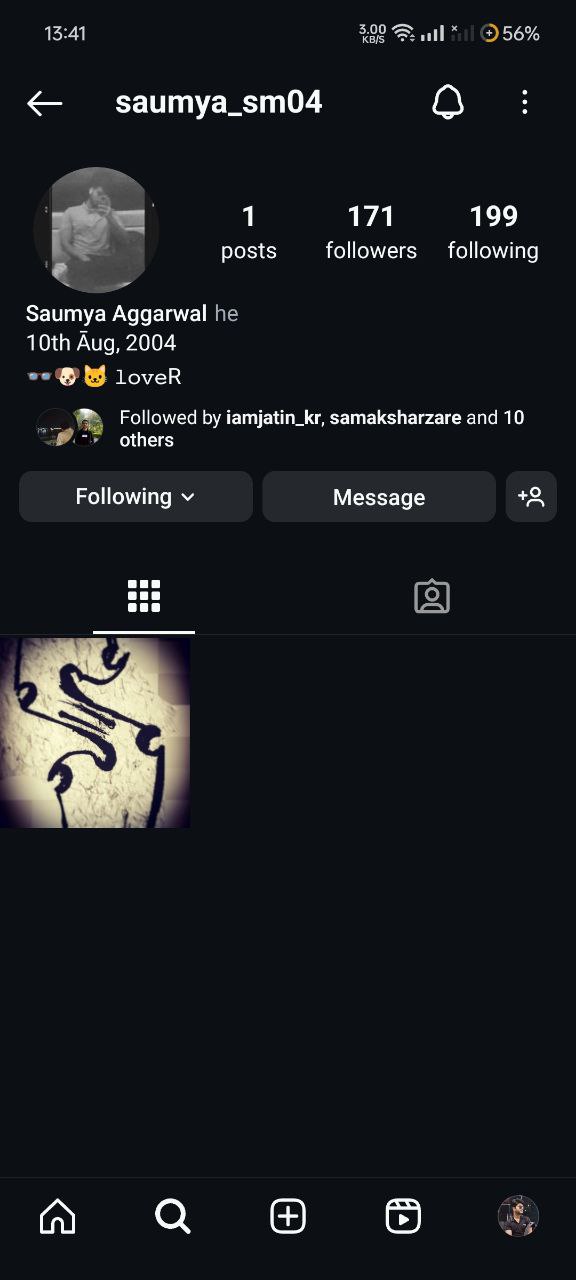 13:41
3.00 KB/S
56%
saumya_sm04
1 171 199
posts followers following
Saumya Aggarwal he
10th Āug, 2004
👓🐶🐱 𝚕𝚘𝚟𝚎R
Followed by iamjatin_kr, samaksharzare and 10
others
Following Message